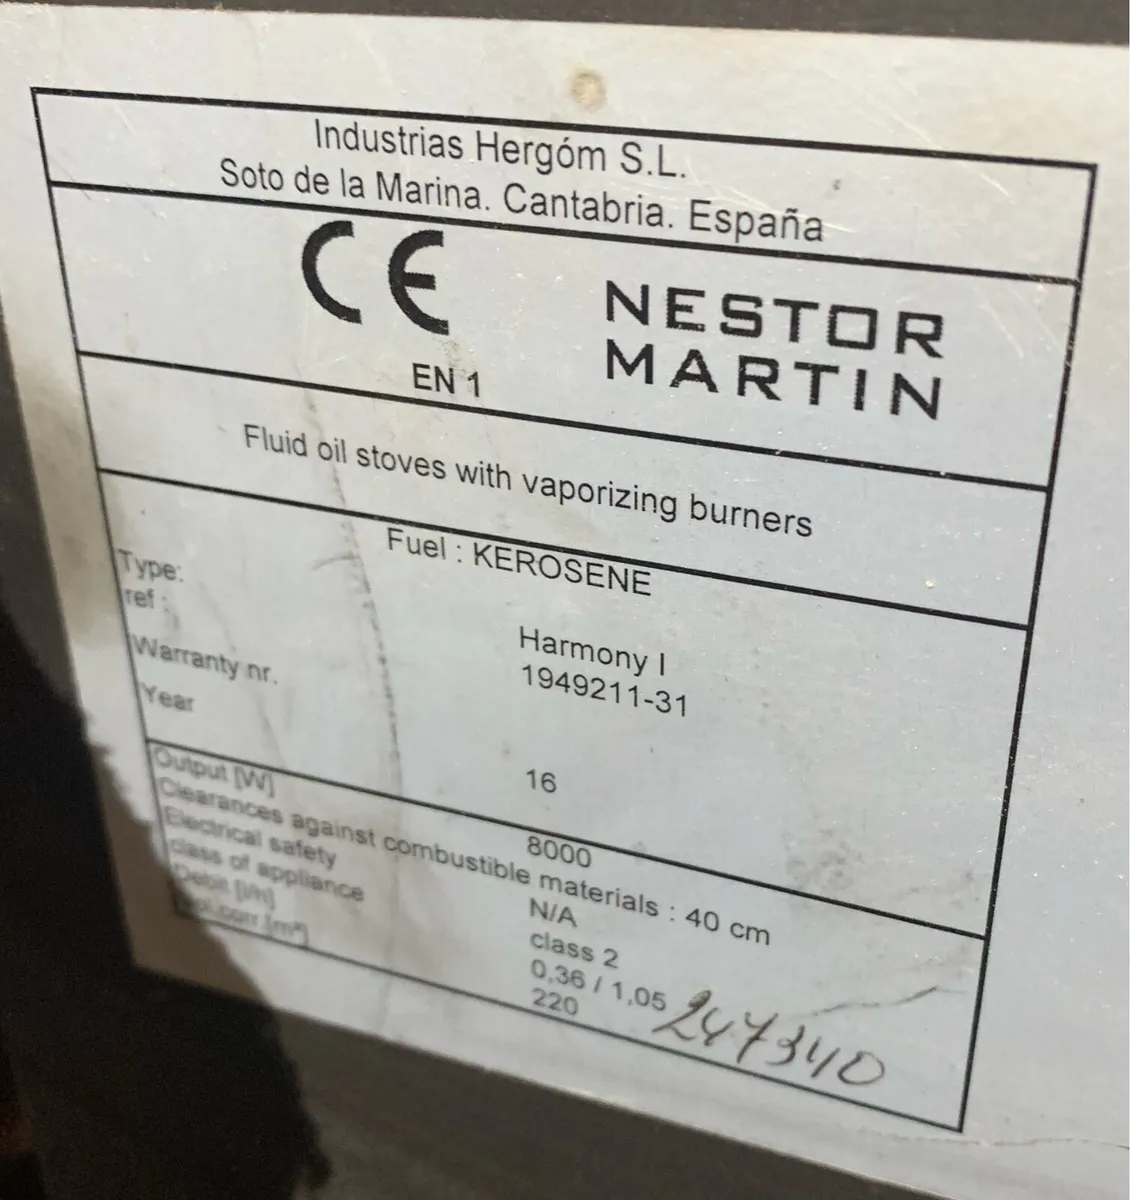 Industrias Hergóm S.L.
Soto de la Marina. Cantabria. España
CE
EN 1
NESTOR
MARTIN
Fluid oil stoves with vaporizing burners
Fuel : KEROSENE
Type: Harmony I
ref : 1949211-31
Warranty nr.
Year 16
Output [W] 8000
Clearances against combustible materials : 40 cm
Electrical safety N/A
class of appliance class 2
Debit [l/h] 0,36 / 1,05
220
247340